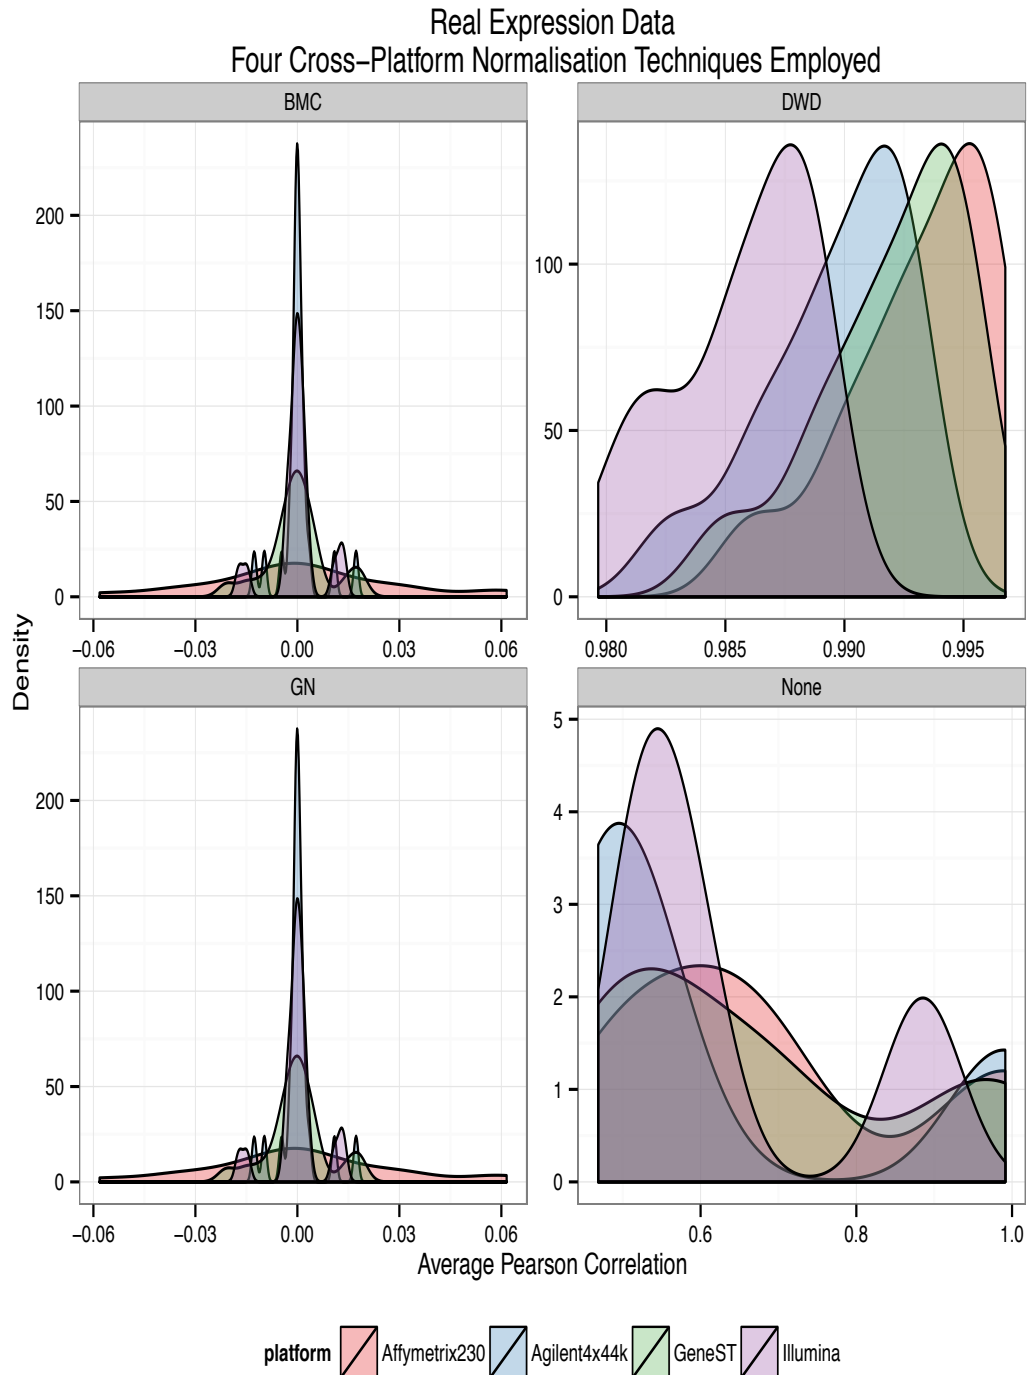 Real Expression Data
Four Cross−Platform Normalisation Techniques Employed
BMC
DWD
200
150
100
50
0
−0.06 −0.03 0.00 0.03 0.06
100
50
0
0.980 0.985 0.990 0.995
Density
GN
None
200
150
100
50
0
−0.06 −0.03 0.00 0.03 0.06
5
4
3
2
1
0
0.6 0.8 1.0
Average Pearson Correlation
platform Affymetrix230 Agilent4x44k GeneST Illumina